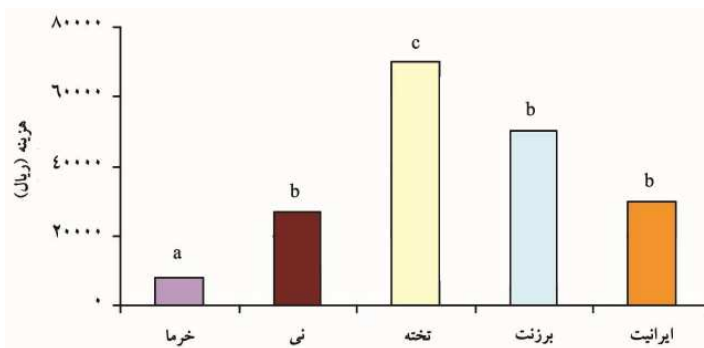 ۸۰۰۰۰
۶۰۰۰۰
۴۰۰۰۰
۲۰۰۰۰
۰
هزینه (ریال)
a
b
c
b
b
خرما
نی
تخته
برزنت
ایرانیت